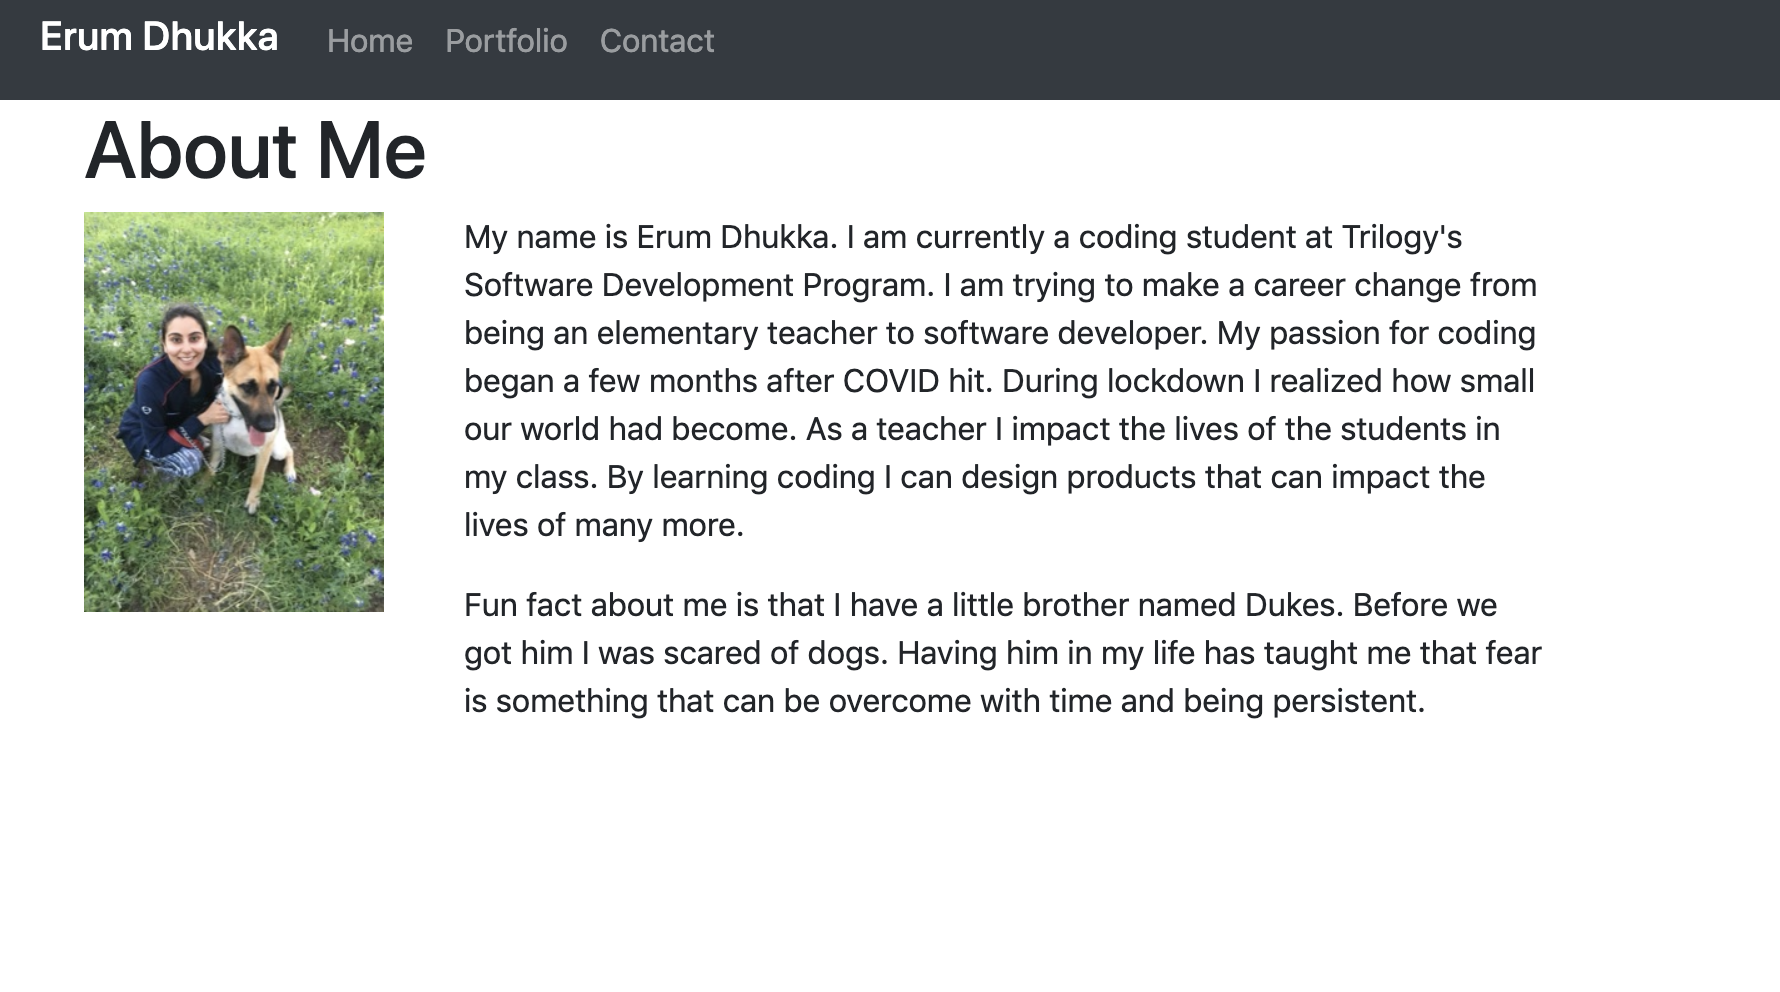 Erum Dhukka Home Portfolio Contact
About Me
My name is Erum Dhukka. I am currently a coding student at Trilogy's
Software Development Program. I am trying to make a career change from
being an elementary teacher to software developer. My passion for coding
began a few months after COVID hit. During lockdown I realized how small
our world had become. As a teacher I impact the lives of the students in
my class. By learning coding I can design products that can impact the
lives of many more.
Fun fact about me is that I have a little brother named Dukes. Before we
got him I was scared of dogs. Having him in my life has taught me that fear
is something that can be overcome with time and being persistent.